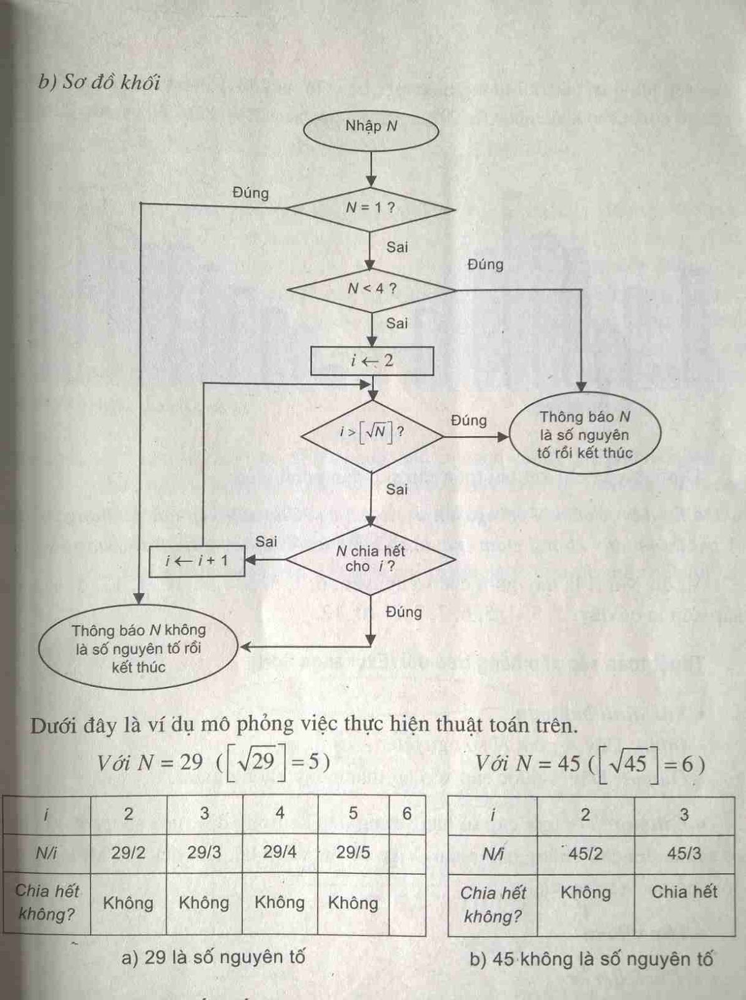 b) Sơ đồ khối
Nhập N
Đúng
N = 1 ?
Sai
Đúng
N < 4 ?
Sai
i ← 2
i > [√N] ?
Đúng
Thông báo N
là số nguyên
tố rồi kết thúc
Sai
Sai
N chia hết
cho i ?
i ← i + 1
Đúng
Thông báo N không
là số nguyên tố rồi
kết thúc
Dưới đây là ví dụ mô phỏng việc thực hiện thuật toán trên.
Với N = 29 ([√29] = 5)
i 2 3 4 5 6
N/i 29/2 29/3 29/4 29/5
Chia hết
không? Không Không Không Không
a) 29 là số nguyên tố
Với N = 45 ([√45] = 6)
i 2 3
N/i 45/2 45/3
Chia hết
không? Không Chia hết
b) 45 không là số nguyên tố